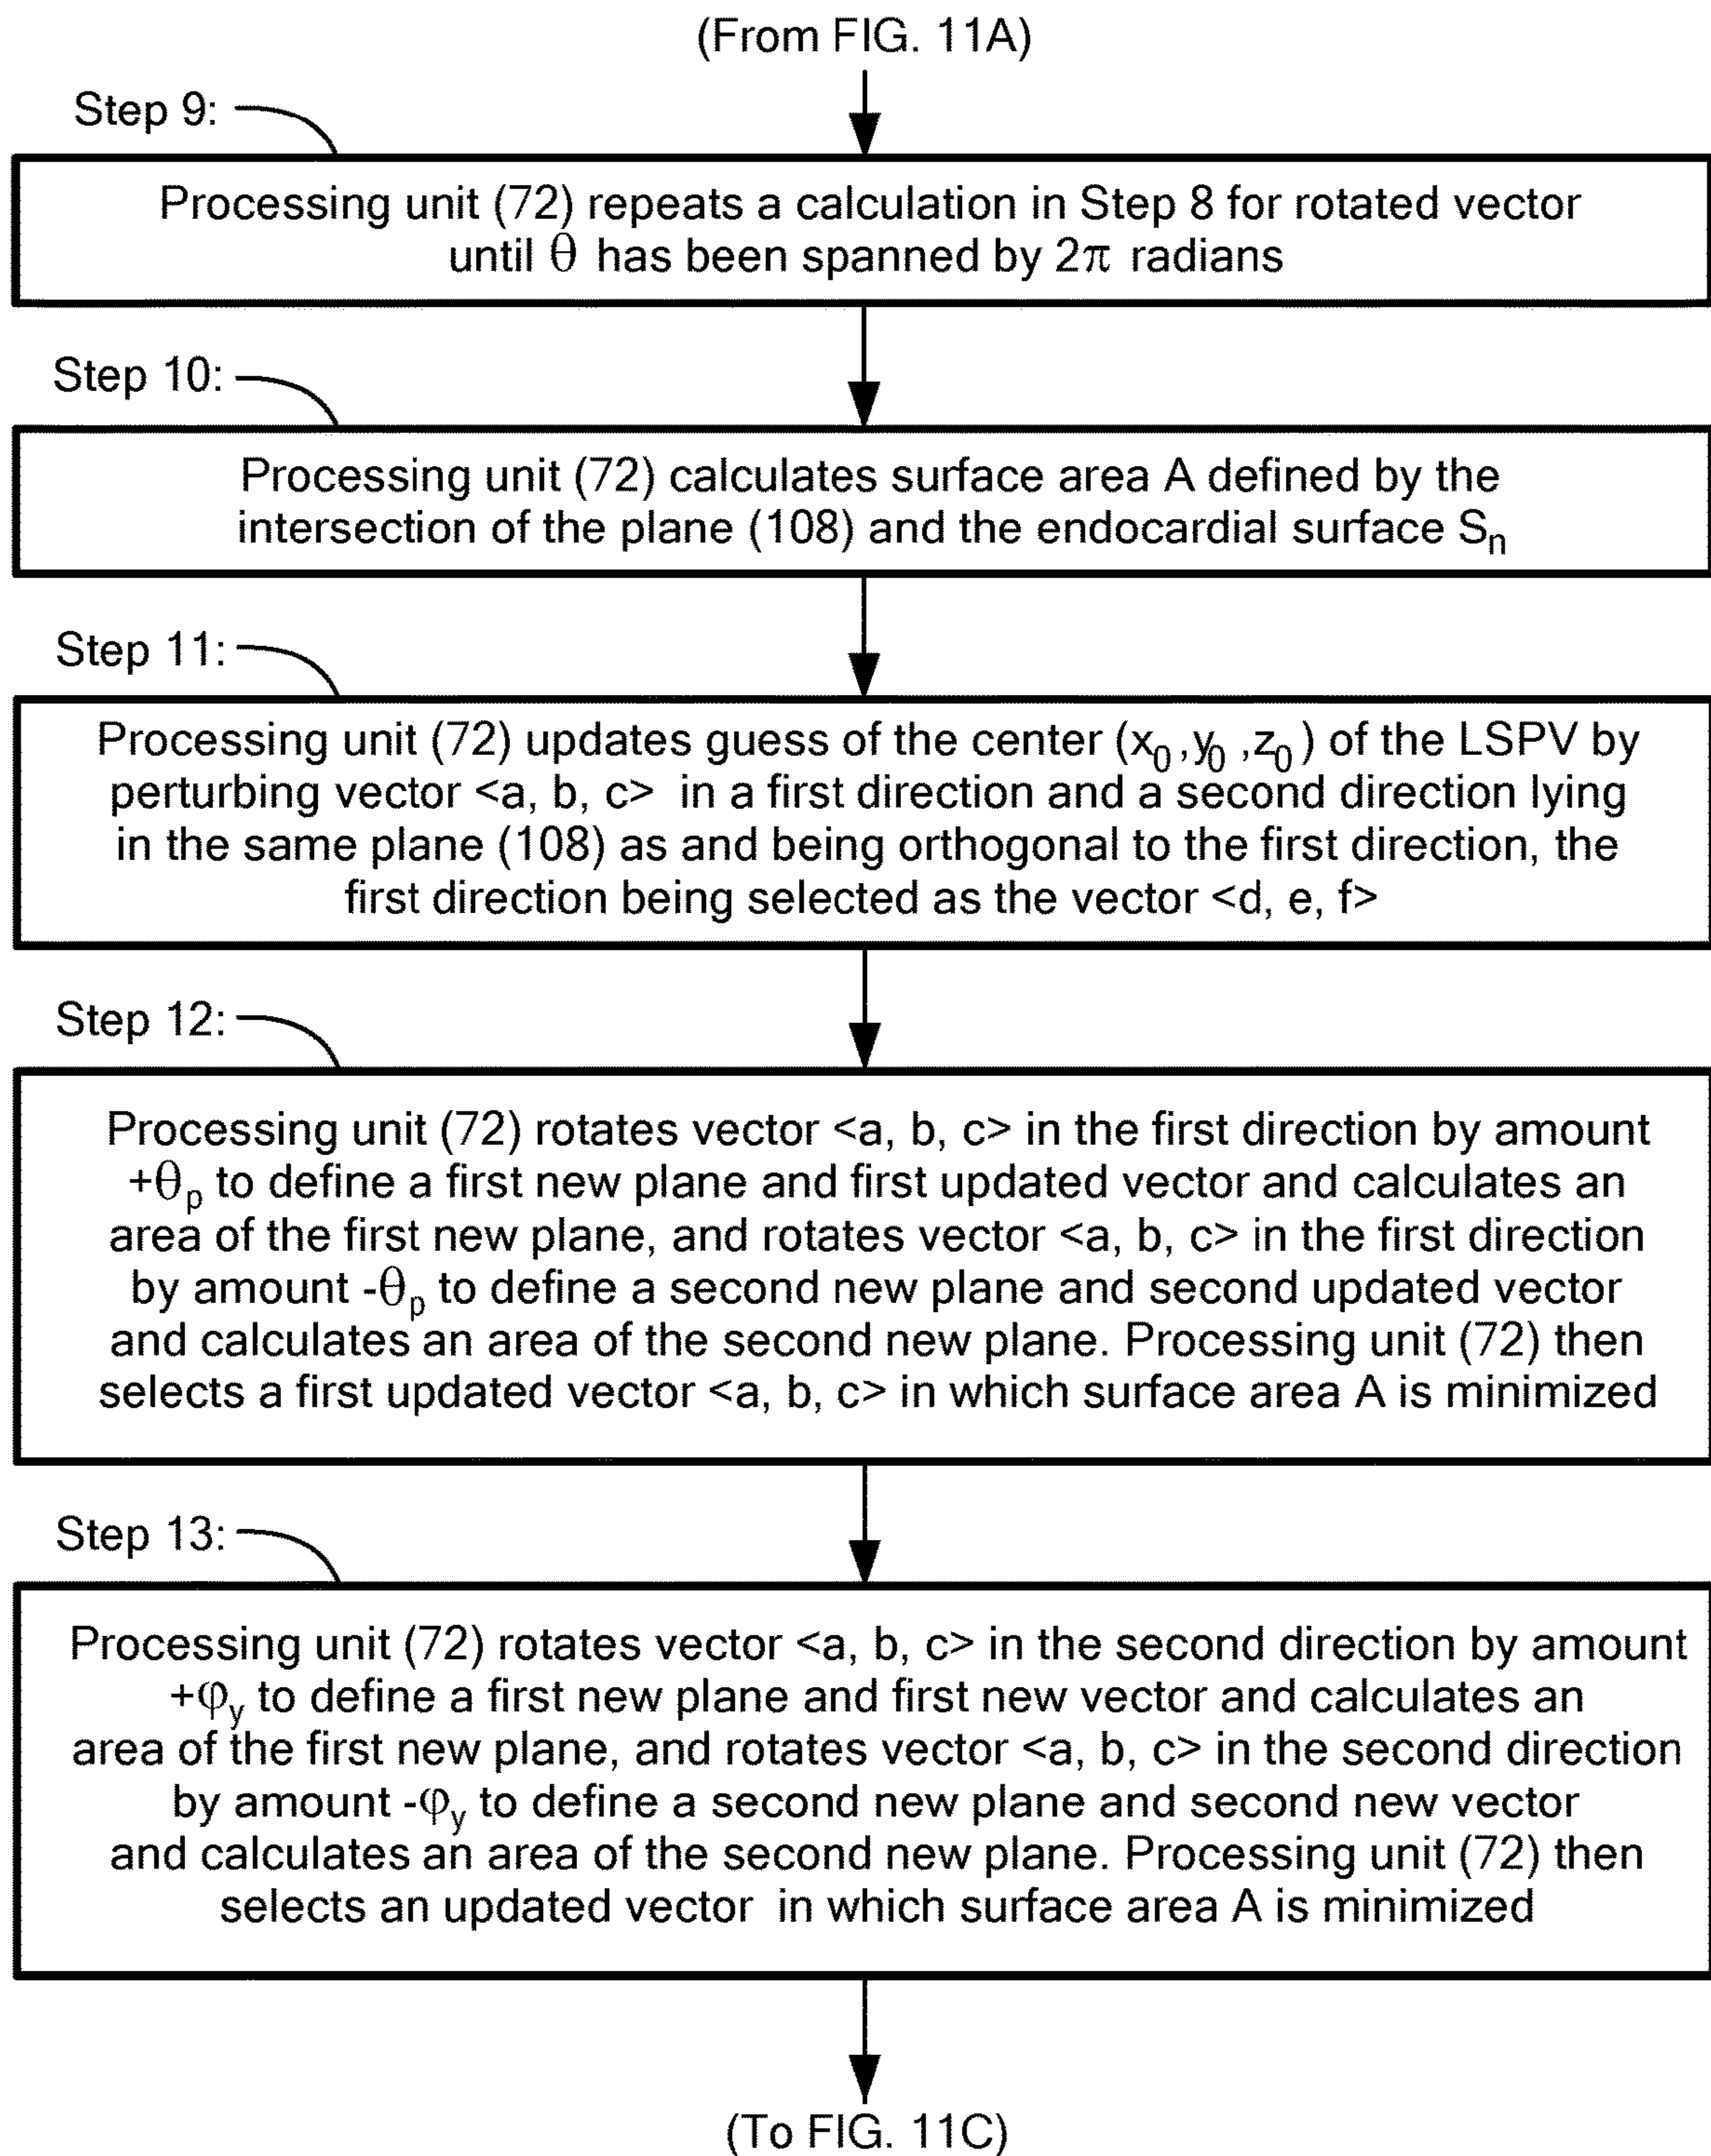 (From FIG. 11A)
Step 9:
Processing unit (72) repeats a calculation in Step 8 for rotated vector
until θ has been spanned by 2π radians
Step 10:
Processing unit (72) calculates surface area A defined by the
intersection of the plane (108) and the endocardial surface Sₙ
Step 11:
Processing unit (72) updates guess of the center (x₀,y₀,z₀) of the LSPV by
perturbing vector <a, b, c> in a first direction and a second direction lying
in the same plane (108) as and being orthogonal to the first direction, the
first direction being selected as the vector <d, e, f>
Step 12:
Processing unit (72) rotates vector <a, b, c> in the first direction by amount
+θₚ to define a first new plane and first updated vector and calculates an
area of the first new plane, and rotates vector <a, b, c> in the first direction
by amount -θₚ to define a second new plane and second updated vector
and calculates an area of the second new plane. Processing unit (72) then
selects a first updated vector <a, b, c> in which surface area A is minimized
Step 13:
Processing unit (72) rotates vector <a, b, c> in the second direction by amount
+φ_y to define a first new plane and first new vector and calculates an
area of the first new plane, and rotates vector <a, b, c> in the second direction
by amount -φ_y to define a second new plane and second new vector
and calculates an area of the second new plane. Processing unit (72) then
selects an updated vector in which surface area A is minimized
(To FIG. 11C)